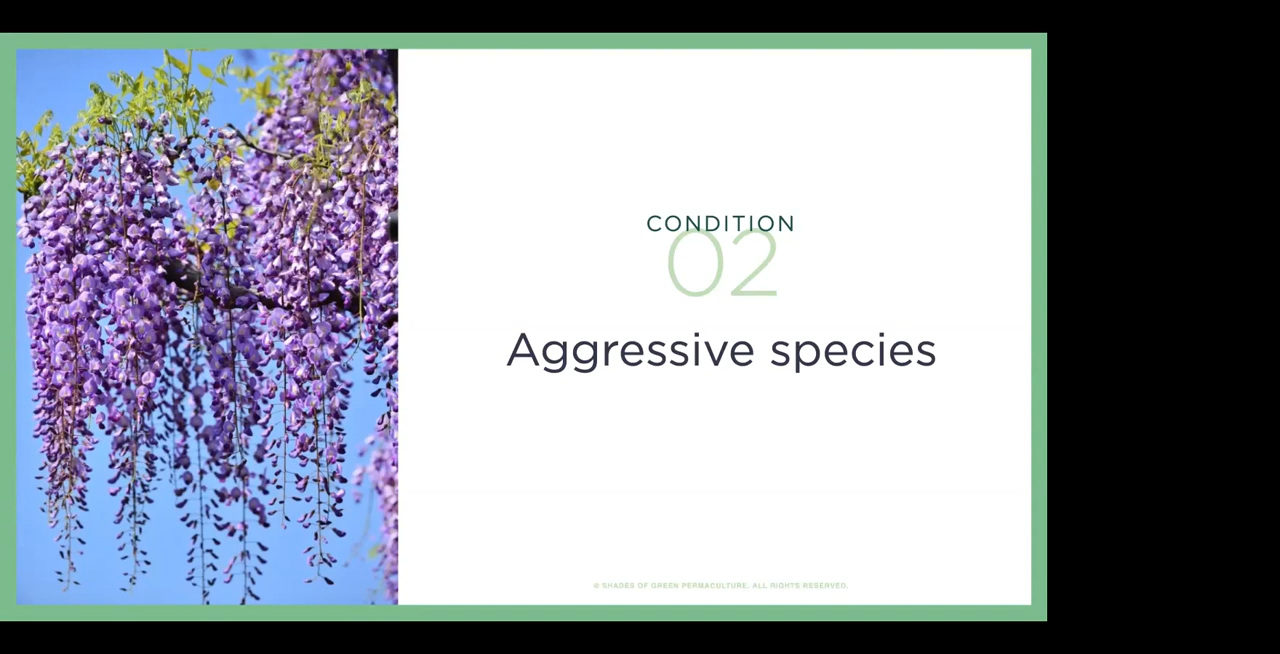 CONDITION
02
Aggressive species
© SHADES OF GREEN PERMACULTURE. ALL RIGHTS RESERVED.